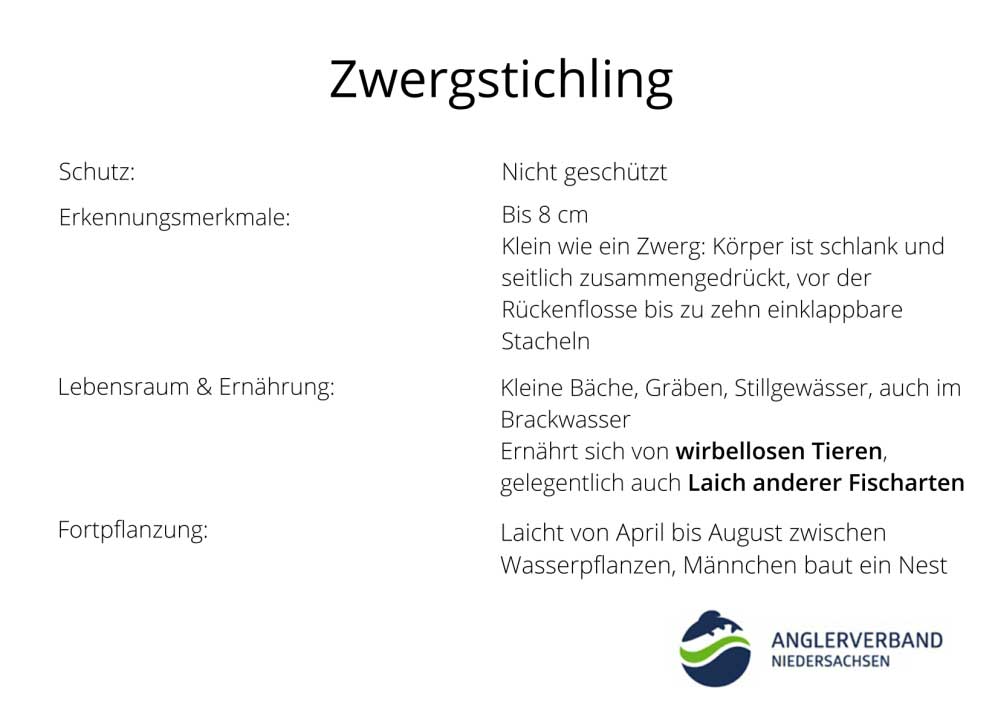 Zwergstichling
Schutz:
Nicht geschützt
Erkennungsmerkmale:
Bis 8 cm
Klein wie ein Zwerg: Körper ist schlank und
seitlich zusammengedrückt, vor der
Rückenflosse bis zu zehn einklappbare
Stacheln
Lebensraum & Ernährung:
Kleine Bäche, Gräben, Stillgewässer, auch im
Brackwasser
Ernährt sich von wirbellosen Tieren,
gelegentlich auch Laich anderer Fischarten
Fortpflanzung:
Laicht von April bis August zwischen
Wasserpflanzen, Männchen baut ein Nest
ANGLERVERBAND
NIEDERSACHSEN